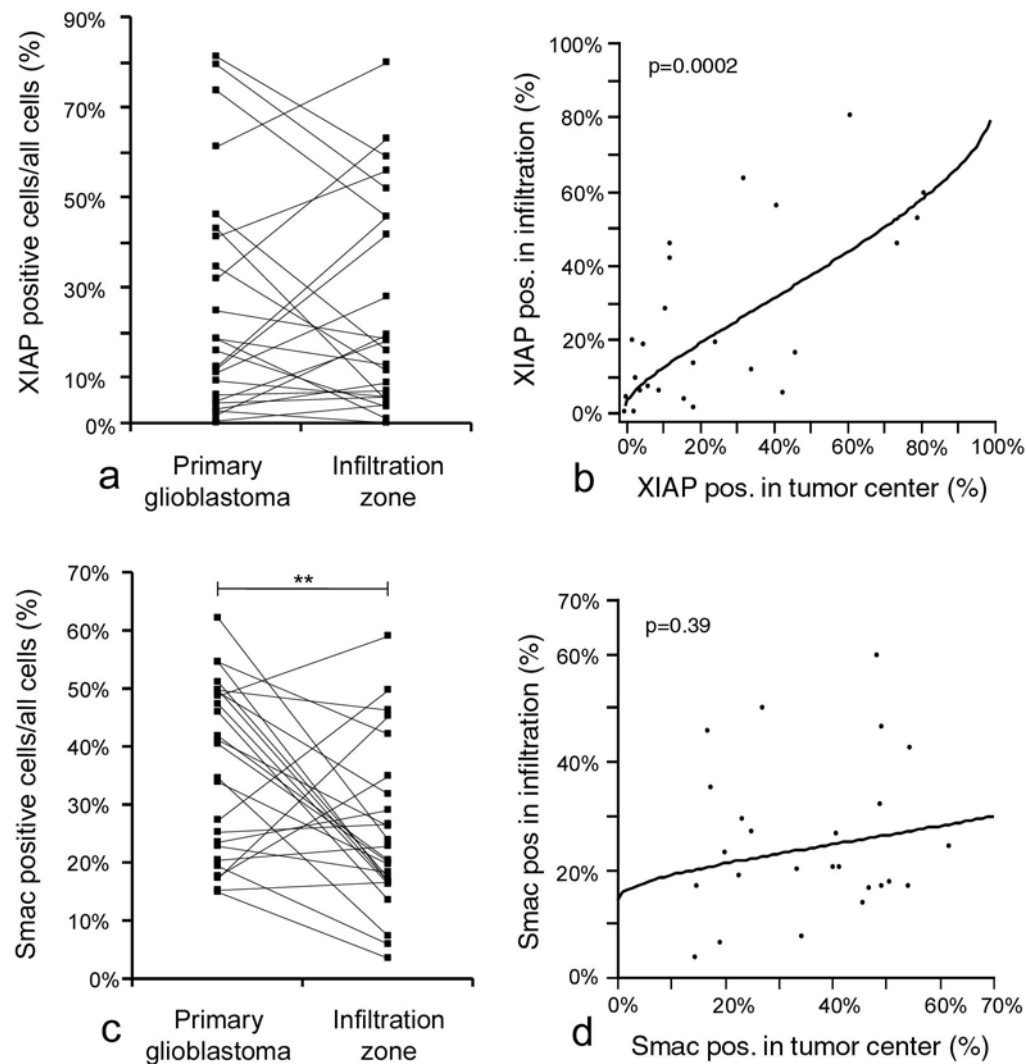 90%
70%
50%
30%
10%
0%
XIAP positive cells/all cells (%)
Primary
glioblastoma
Infiltration
zone
a
100%
80%
60%
40%
20%
0%
XIAP pos. in infiltration (%)
p=0.0002
0% 20% 40% 60% 80% 100%
XIAP pos. in tumor center (%)
b
70%
60%
50%
40%
30%
20%
10%
0%
Smac positive cells/all cells (%)
**
Primary
glioblastoma
Infiltration
zone
c
70%
60%
40%
20%
0%
Smac pos in infiltration (%)
p=0.39
0% 20% 40% 60% 70%
Smac pos. in tumor center (%)
d